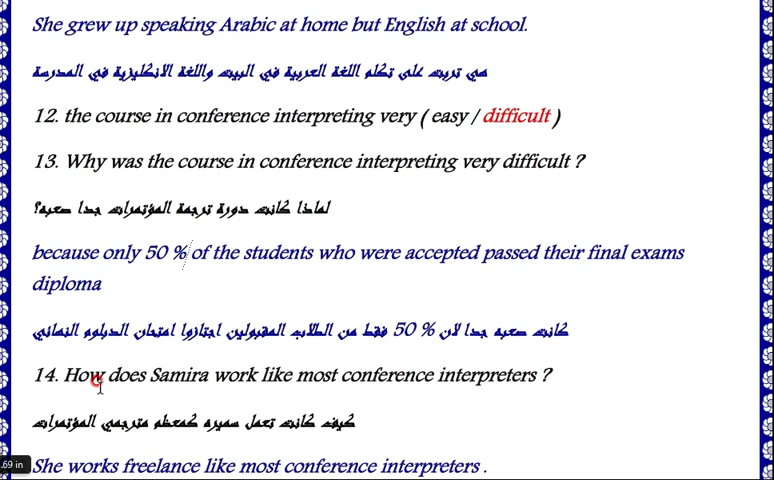 She grew up speaking Arabic at home but English at school.
هي تربت على تكلم اللغة العربية في البيت واللغة الانكليزية في المدرسة
12. the course in conference interpreting very ( easy / difficult )
13. Why was the course in conference interpreting very difficult ?
لماذا كانت دورة ترجمة المؤتمرات جدا صعبه؟
because only 50 % of the students who were accepted passed their final exams
diploma
كانت صعبه جدا لان % 50 فقط من الطلاب المقبولين اجتازوا امتحان الدبلوم النهائي
14. How does Samira work like most conference interpreters ?
كيف كانت تعمل سميره كمعظم مترجمي المؤتمرات
She works freelance like most conference interpreters .
.69 in